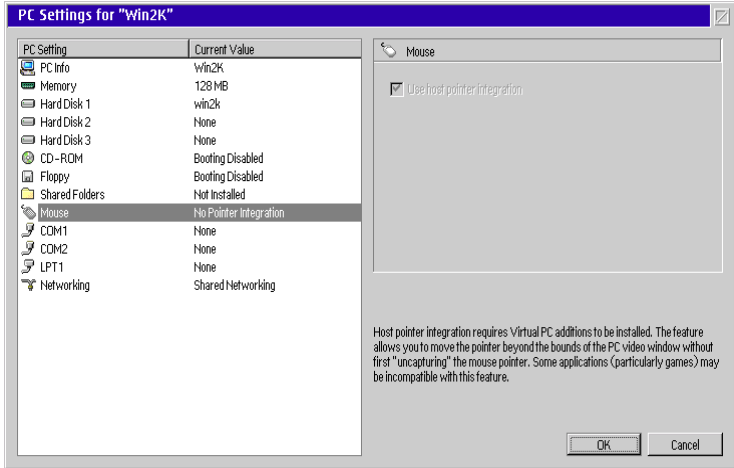 PC Settings for "Win2K"
PC Setting Current Value
PC Info Win2K
Memory 128 MB
Hard Disk 1 win2k
Hard Disk 2 None
Hard Disk 3 None
CD-ROM Booting Disabled
Floppy Booting Disabled
Shared Folders Not Installed
Mouse No Pointer Integration
COM1 None
COM2 None
LPT1 None
Networking Shared Networking
Mouse
Use host pointer integration
Host pointer integration requires Virtual PC additions to be installed. The feature
allows you to move the pointer beyond the bounds of the PC video window without
first "uncapturing" the mouse pointer. Some applications (particularly games) may
be incompatible with this feature.
OK Cancel